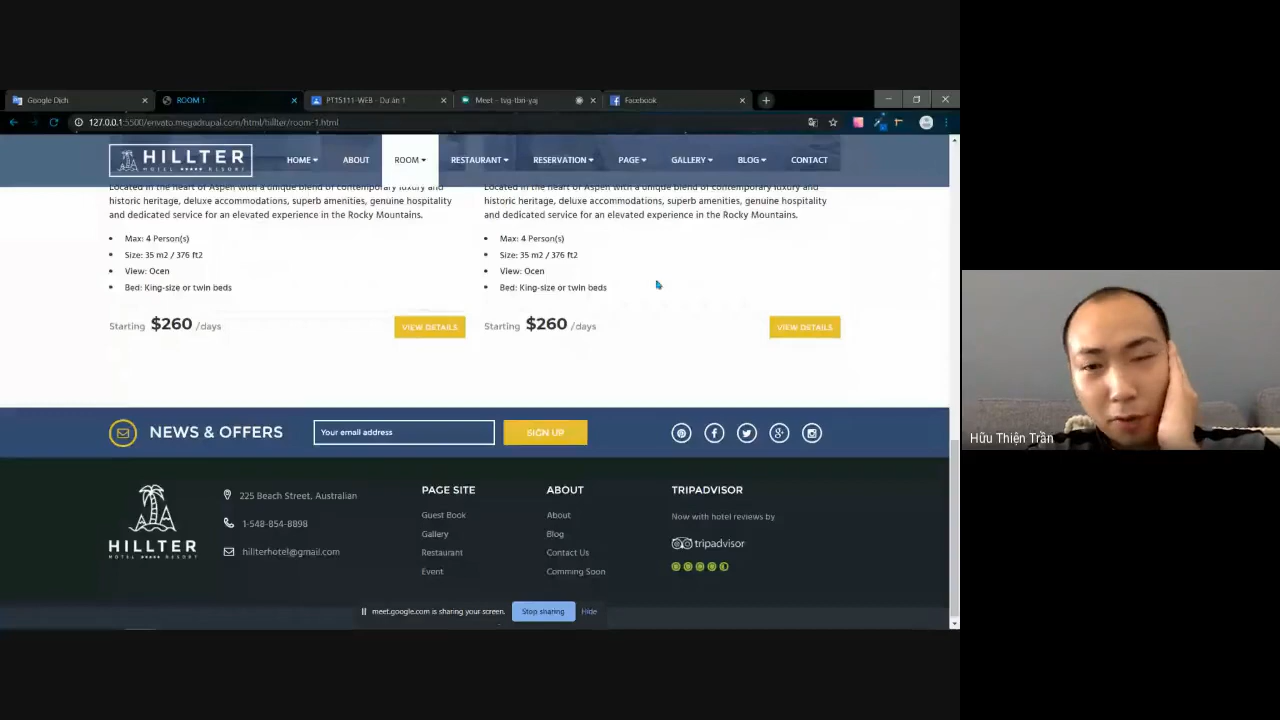 Google Dịch
ROOM 1
PT15111-WEB - Dự án 1
Meet - tvg-tbri-yaj
Facebook
127.0.0.1:5500/envato.megadrupal.com/html/hillter/room-1.html
HILLTER
HOTEL ★★★★★ RESORT
HOME
ABOUT
ROOM
RESTAURANT
RESERVATION
PAGE
GALLERY
BLOG
CONTACT
Located in the heart of Aspen with a unique blend of contemporary luxury and
historic heritage, deluxe accommodations, superb amenities, genuine hospitality
and dedicated service for an elevated experience in the Rocky Mountains.
• Max: 4 Person(s)
• Size: 35 m2 / 376 ft2
• View: Ocen
• Bed: King-size or twin beds
Starting $260 /days
VIEW DETAILS
Located in the heart of Aspen with a unique blend of contemporary luxury and
historic heritage, deluxe accommodations, superb amenities, genuine hospitality
and dedicated service for an elevated experience in the Rocky Mountains.
• Max: 4 Person(s)
• Size: 35 m2 / 376 ft2
• View: Ocen
• Bed: King-size or twin beds
Starting $260 /days
VIEW DETAILS
NEWS & OFFERS
Your email address
SIGN UP
HILLTER
HOTEL ★★★★★ RESORT
225 Beach Street, Australian
1-548-854-8898
hillterhotel@gmail.com
PAGE SITE
Guest Book
Gallery
Restaurant
Event
ABOUT
About
Blog
Contact Us
Comming Soon
TRIPADVISOR
Now with hotel reviews by
tripadvisor
meet.google.com is sharing your screen.
Stop sharing
Hide
Hữu Thiện Trần